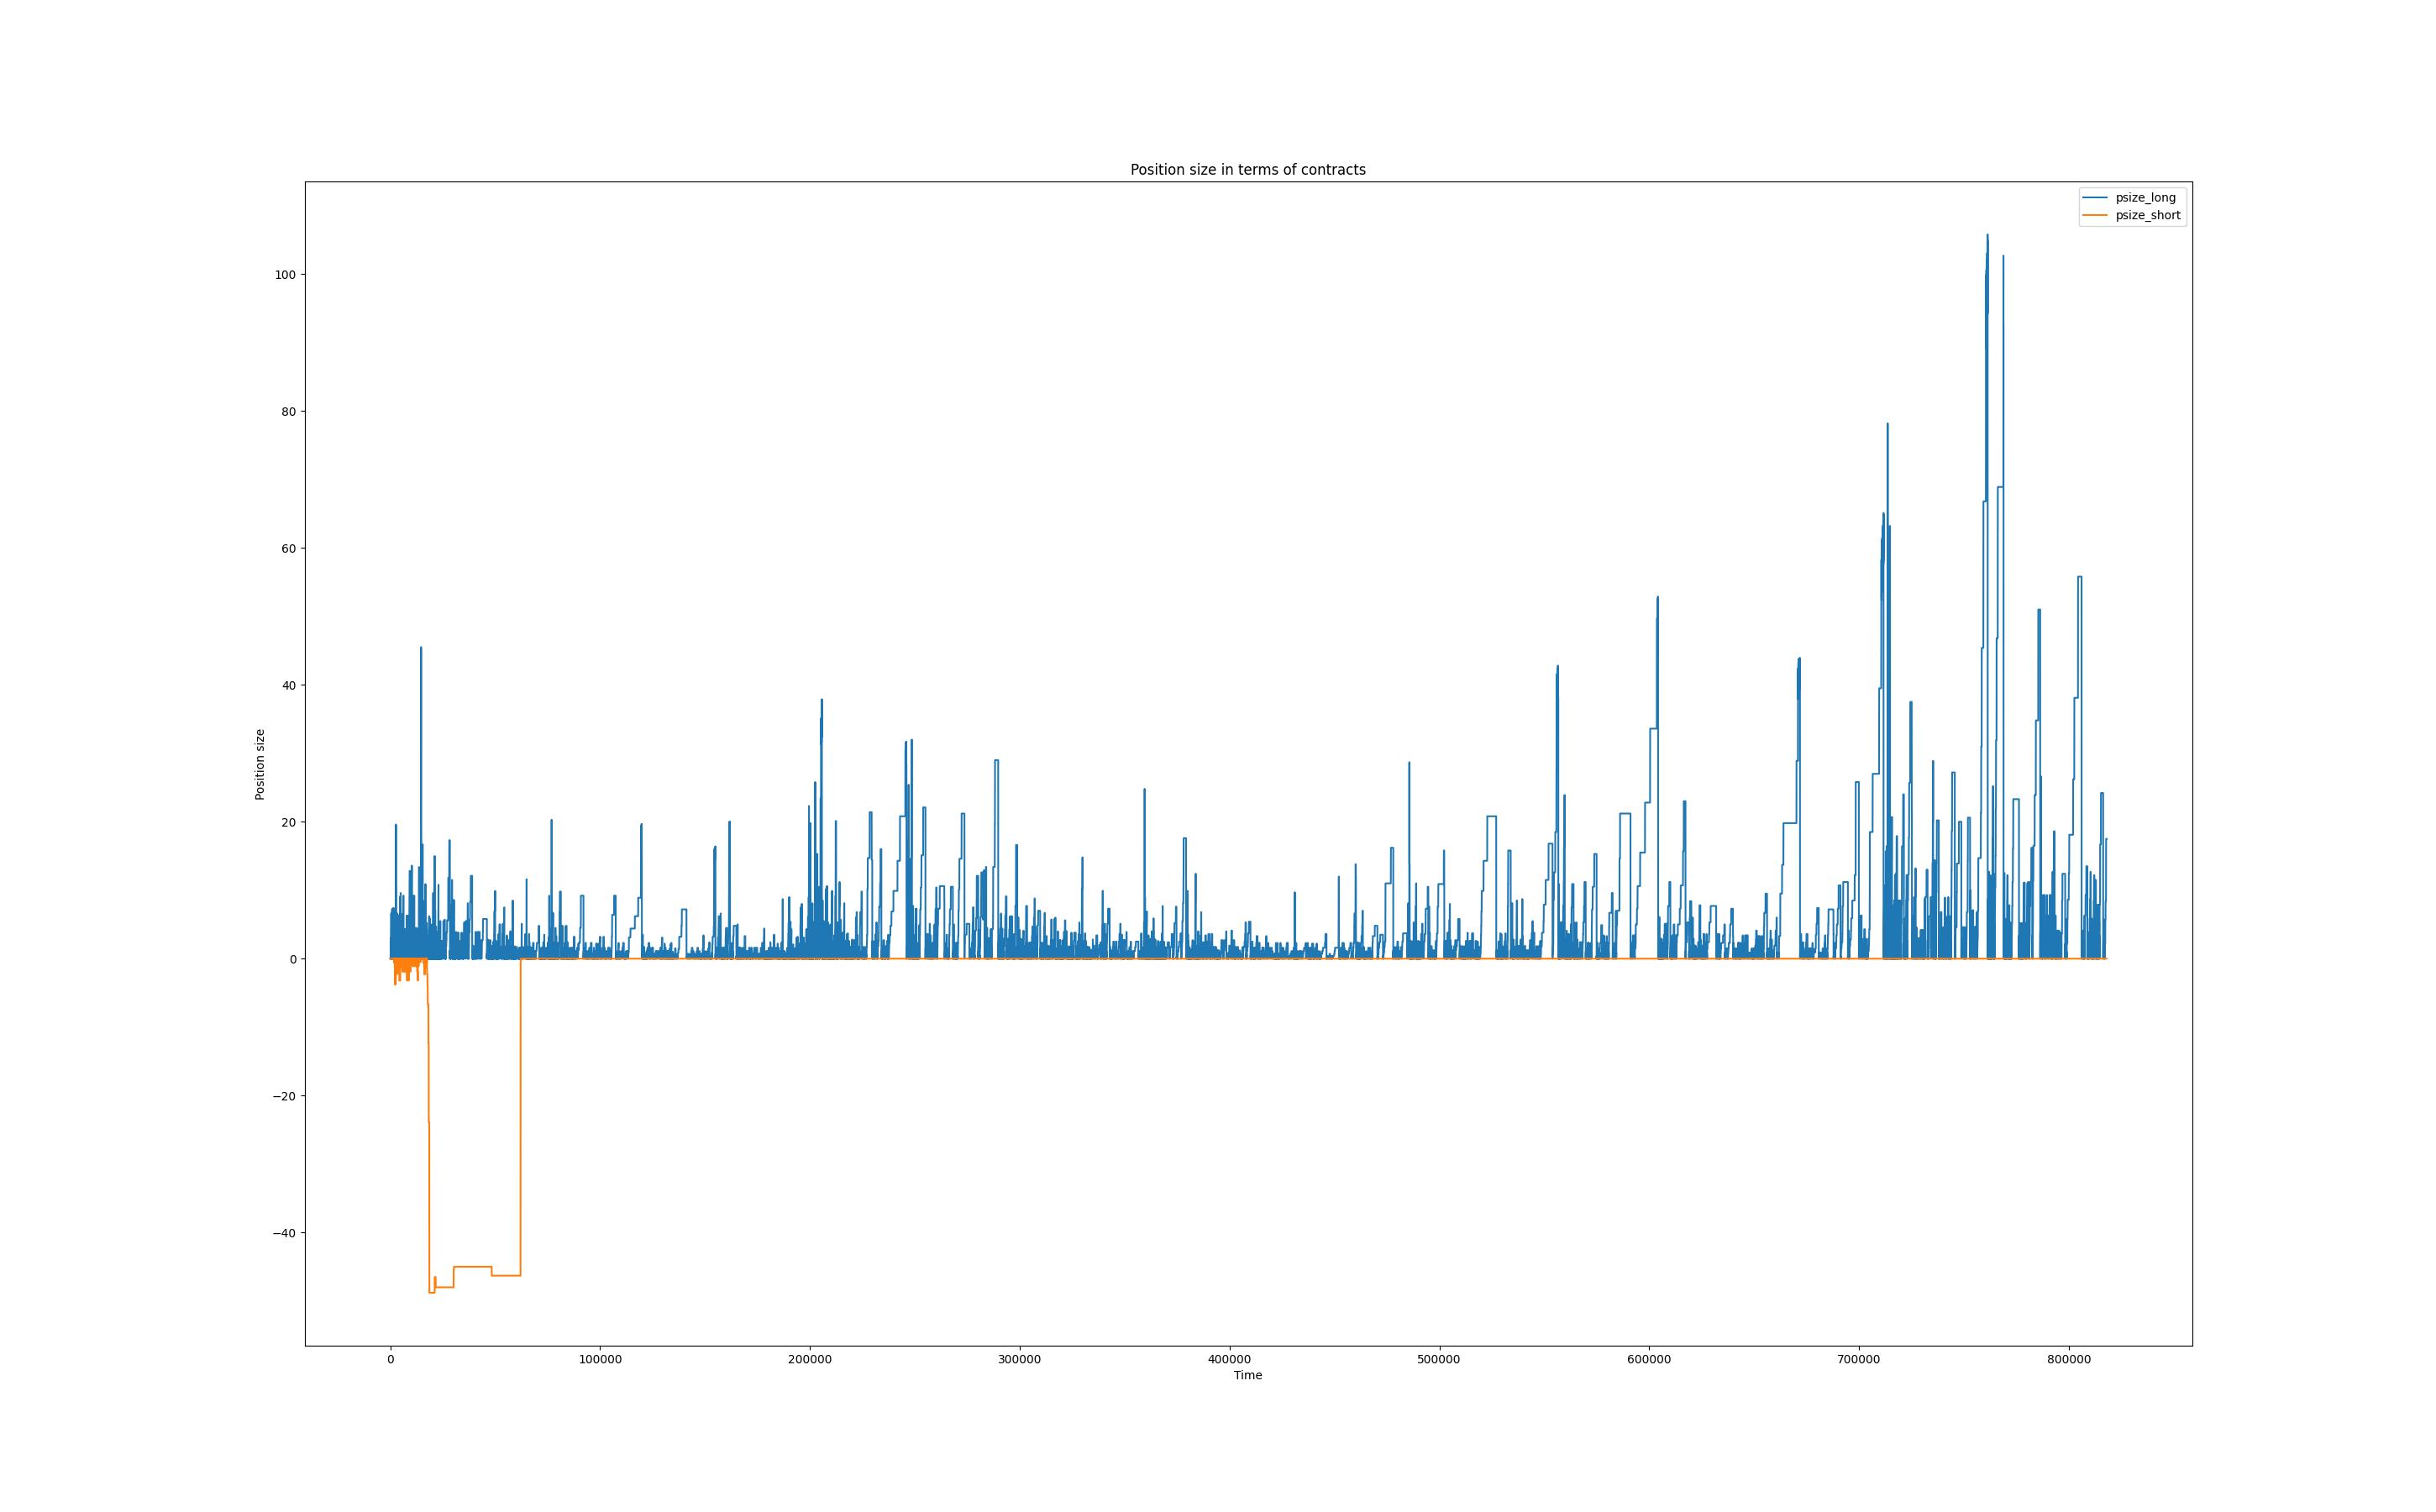 Position size in terms of contracts
psize_long
psize_short
100
80
60
40
20
0
−20
−40
Position size
0 100000 200000 300000 400000 500000 600000 700000 800000
Time